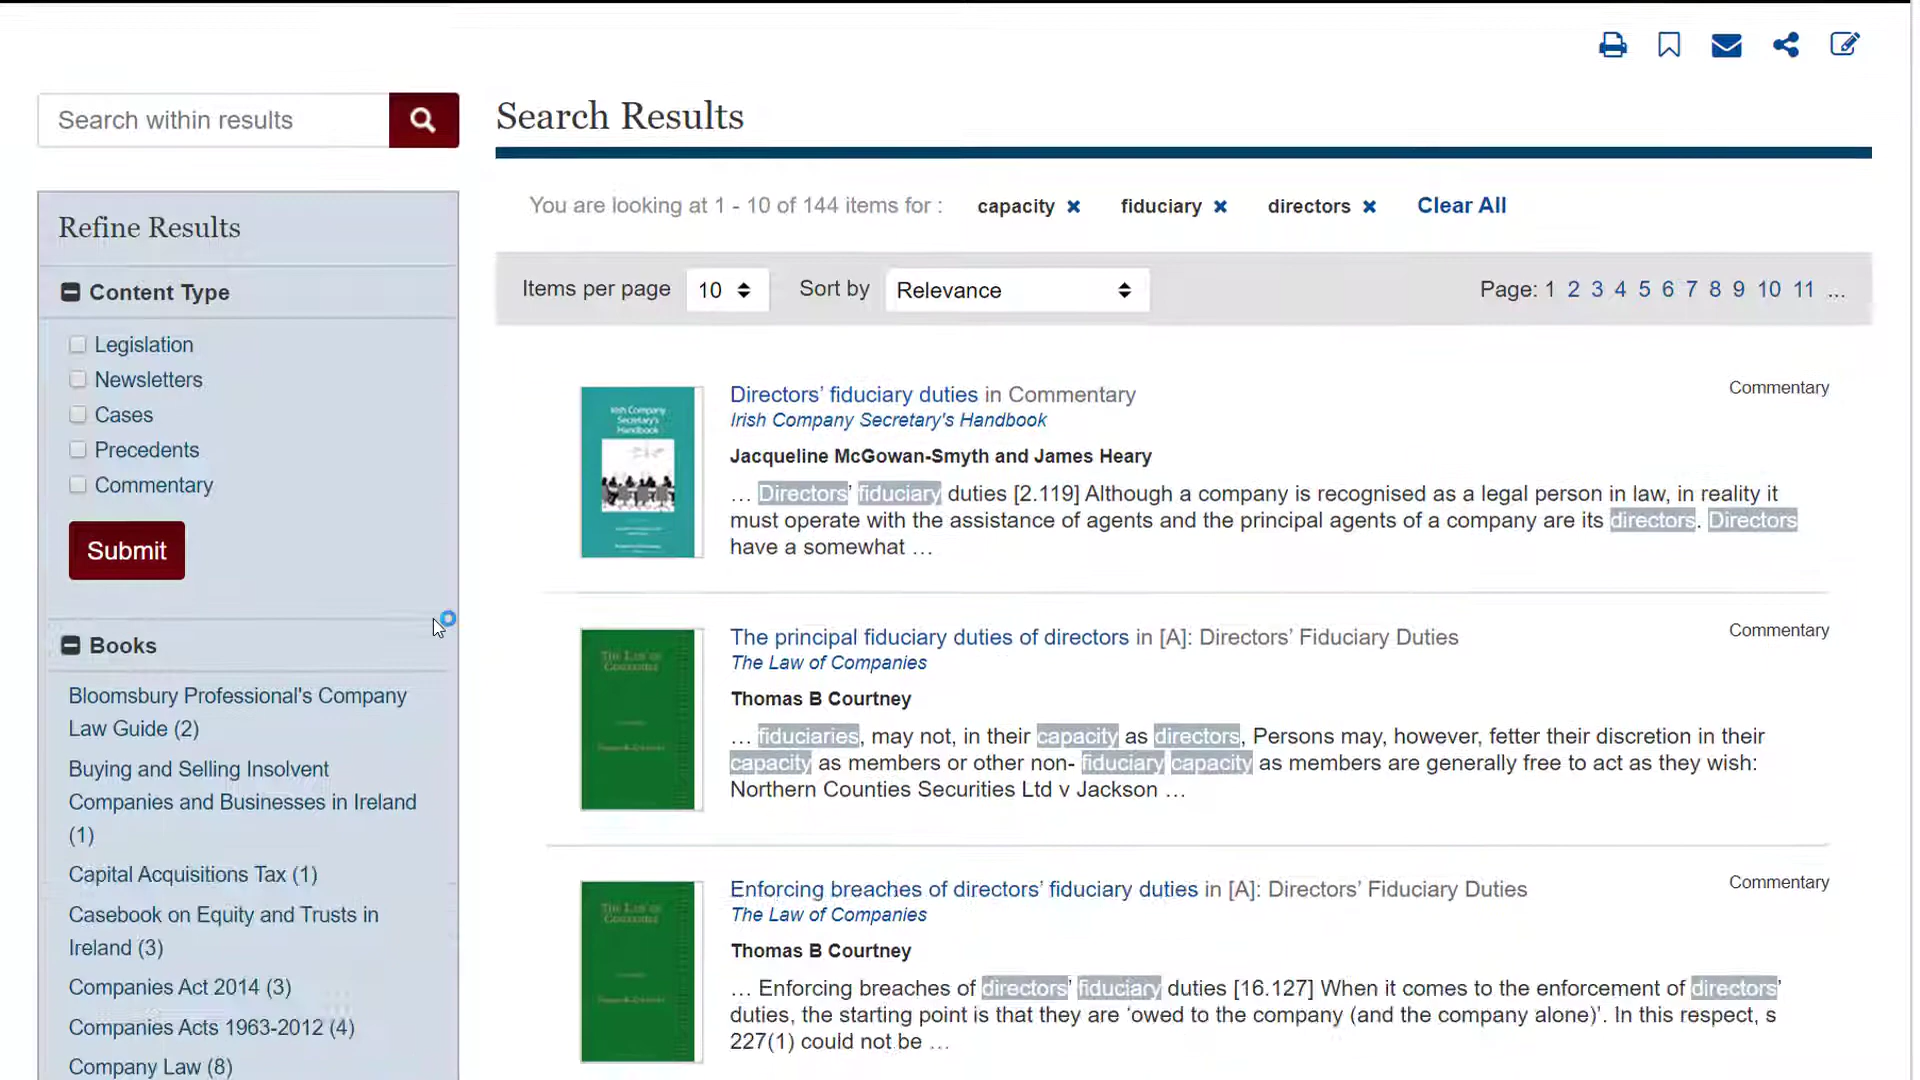 Search within results
Search Results
You are looking at 1 - 10 of 144 items for : capacity × fiduciary × directors × Clear All
Refine Results
Items per page 10 Sort by Relevance Page: 1 2 3 4 5 6 7 8 9 10 11 ...
Content Type
Legislation
Newsletters
Cases
Precedents
Commentary
Submit
Books
Bloomsbury Professional's Company
Law Guide (2)
Buying and Selling Insolvent
Companies and Businesses in Ireland
(1)
Capital Acquisitions Tax (1)
Casebook on Equity and Trusts in
Ireland (3)
Companies Act 2014 (3)
Companies Acts 1963-2012 (4)
Company Law (8)
Irish Company
Secretary's
Handbook
Directors’ fiduciary duties in Commentary
Commentary
Irish Company Secretary's Handbook
Jacqueline McGowan-Smyth and James Heary
… Directors’ fiduciary duties [2.119] Although a company is recognised as a legal person in law, in reality it
must operate with the assistance of agents and the principal agents of a company are its directors. Directors
have a somewhat …
The Law of
Companies
The principal fiduciary duties of directors in [A]: Directors’ Fiduciary Duties
Commentary
The Law of Companies
Thomas B Courtney
… fiduciaries, may not, in their capacity as directors, Persons may, however, fetter their discretion in their
capacity as members or other non- fiduciary capacity as members are generally free to act as they wish:
Northern Counties Securities Ltd v Jackson …
The Law of
Companies
Enforcing breaches of directors’ fiduciary duties in [A]: Directors’ Fiduciary Duties
Commentary
The Law of Companies
Thomas B Courtney
… Enforcing breaches of directors’ fiduciary duties [16.127] When it comes to the enforcement of directors’
duties, the starting point is that they are ‘owed to the company (and the company alone)’. In this respect, s
227(1) could not be …